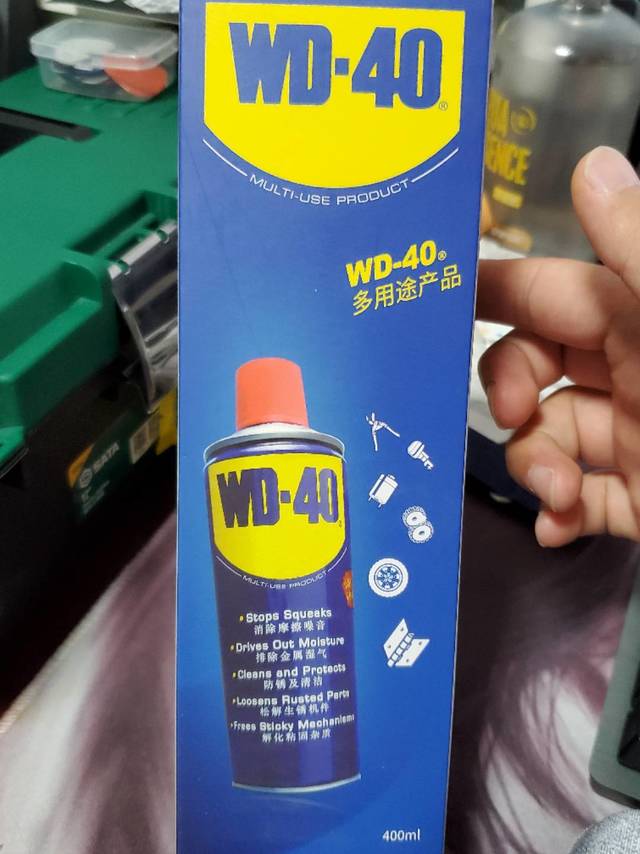 WD-40®
MULTI-USE PRODUCT
WD-40®
多用途产品
WD-40
MULTI-USE PRODUCT
•Stops Squeaks
消除摩擦噪音
•Drives Out Moisture
排除金属湿气
•Cleans and Protects
防锈及清洁
•Loosens Rusted Parts
松解生锈机件
•Frees Sticky Mechanisms
解化粘固杂质
400ml
SATA
ENCE